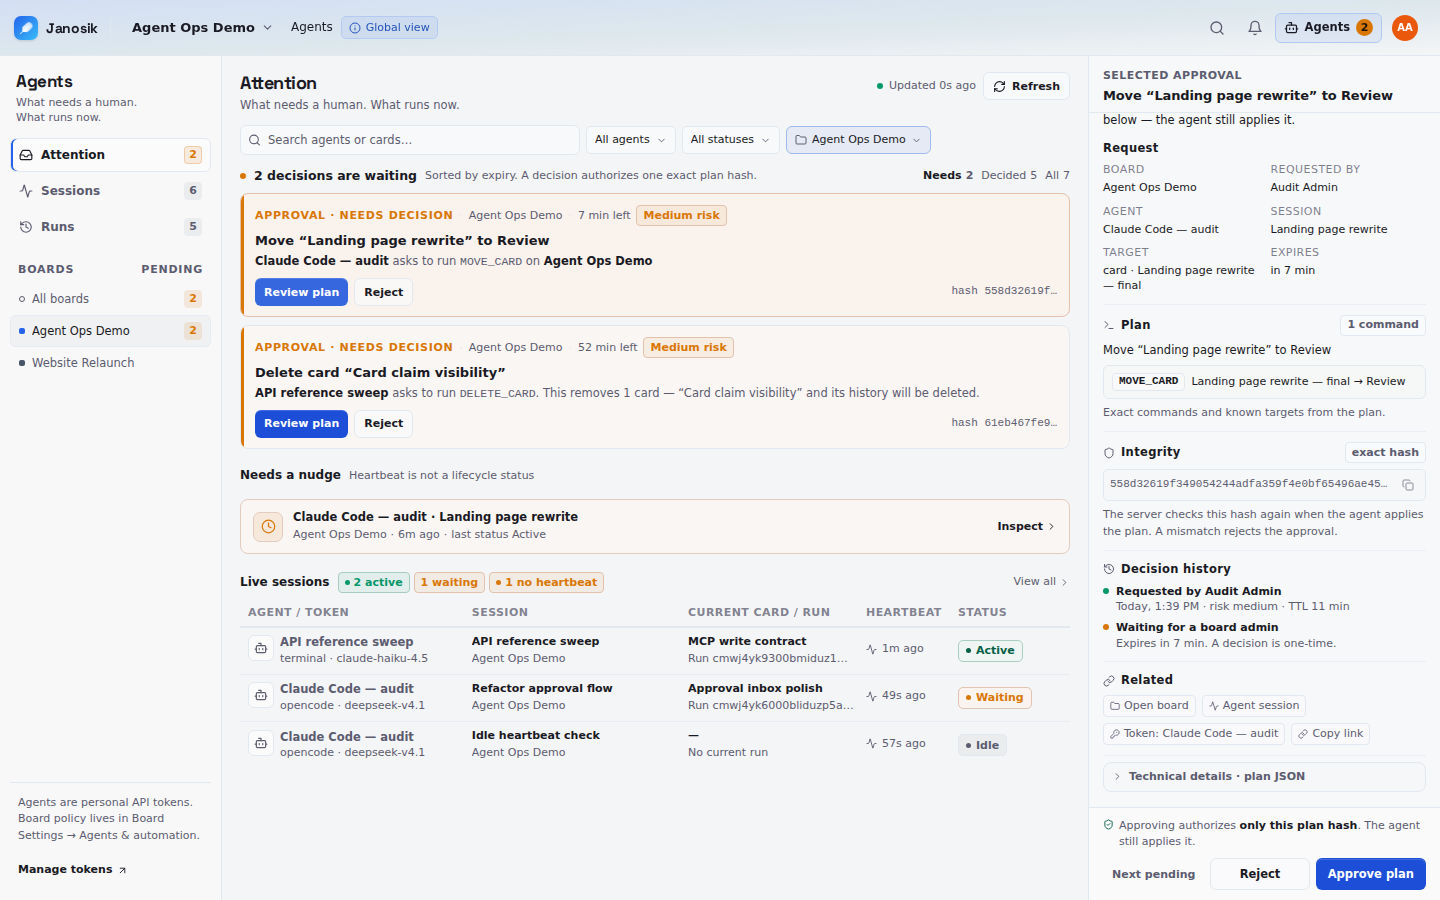 Janosik
Agent Ops Demo
Agents
Global view
Agents 2
AA
Agents
What needs a human.
What runs now.
Attention 2
Sessions 6
Runs 5
BOARDS PENDING
All boards 2
Agent Ops Demo 2
Website Relaunch
Agents are personal API tokens.
Board policy lives in Board
Settings → Agents & automation.
Manage tokens
Attention
What needs a human. What runs now.
Updated 0s ago
Refresh
Search agents or cards…
All agents
All statuses
Agent Ops Demo
2 decisions are waiting Sorted by expiry. A decision authorizes one exact plan hash.
Needs 2 Decided 5 All 7
APPROVAL · NEEDS DECISION Agent Ops Demo 7 min left Medium risk
Move “Landing page rewrite” to Review
Claude Code — audit asks to run MOVE_CARD on Agent Ops Demo
Review plan Reject hash 558d32619f…
APPROVAL · NEEDS DECISION Agent Ops Demo 52 min left Medium risk
Delete card “Card claim visibility”
API reference sweep asks to run DELETE_CARD. This removes 1 card — “Card claim visibility” and its history will be deleted.
Review plan Reject hash 61eb467fe9…
Needs a nudge Heartbeat is not a lifecycle status
Claude Code — audit · Landing page rewrite
Agent Ops Demo · 6m ago · last status Active
Inspect
Live sessions 2 active 1 waiting 1 no heartbeat View all
AGENT / TOKEN SESSION CURRENT CARD / RUN HEARTBEAT STATUS
API reference sweep API reference sweep MCP write contract 1m ago Active
terminal · claude-haiku-4.5 Agent Ops Demo Run cmwj4yk9300bmiduz1…
Claude Code — audit Refactor approval flow Approval inbox polish 49s ago Waiting
opencode · deepseek-v4.1 Agent Ops Demo Run cmwj4yk6000bliduzp5a…
Claude Code — audit Idle heartbeat check — 57s ago Idle
opencode · deepseek-v4.1 Agent Ops Demo No current run
SELECTED APPROVAL
Move “Landing page rewrite” to Review
below — the agent still applies it.
Request
BOARD REQUESTED BY
Agent Ops Demo Audit Admin
AGENT SESSION
Claude Code — audit Landing page rewrite
TARGET EXPIRES
card · Landing page rewrite in 7 min
— final
Plan 1 command
Move “Landing page rewrite” to Review
MOVE_CARD Landing page rewrite — final → Review
Exact commands and known targets from the plan.
Integrity exact hash
558d32619f349054244adfa359f4e0bf65496ae45…
The server checks this hash again when the agent applies
the plan. A mismatch rejects the approval.
Decision history
Requested by Audit Admin
Today, 1:39 PM · risk medium · TTL 11 min
Waiting for a board admin
Expires in 7 min. A decision is one-time.
Related
Open board Agent session
Token: Claude Code — audit Copy link
Technical details · plan JSON
Approving authorizes only this plan hash. The agent
still applies it.
Next pending Reject Approve plan